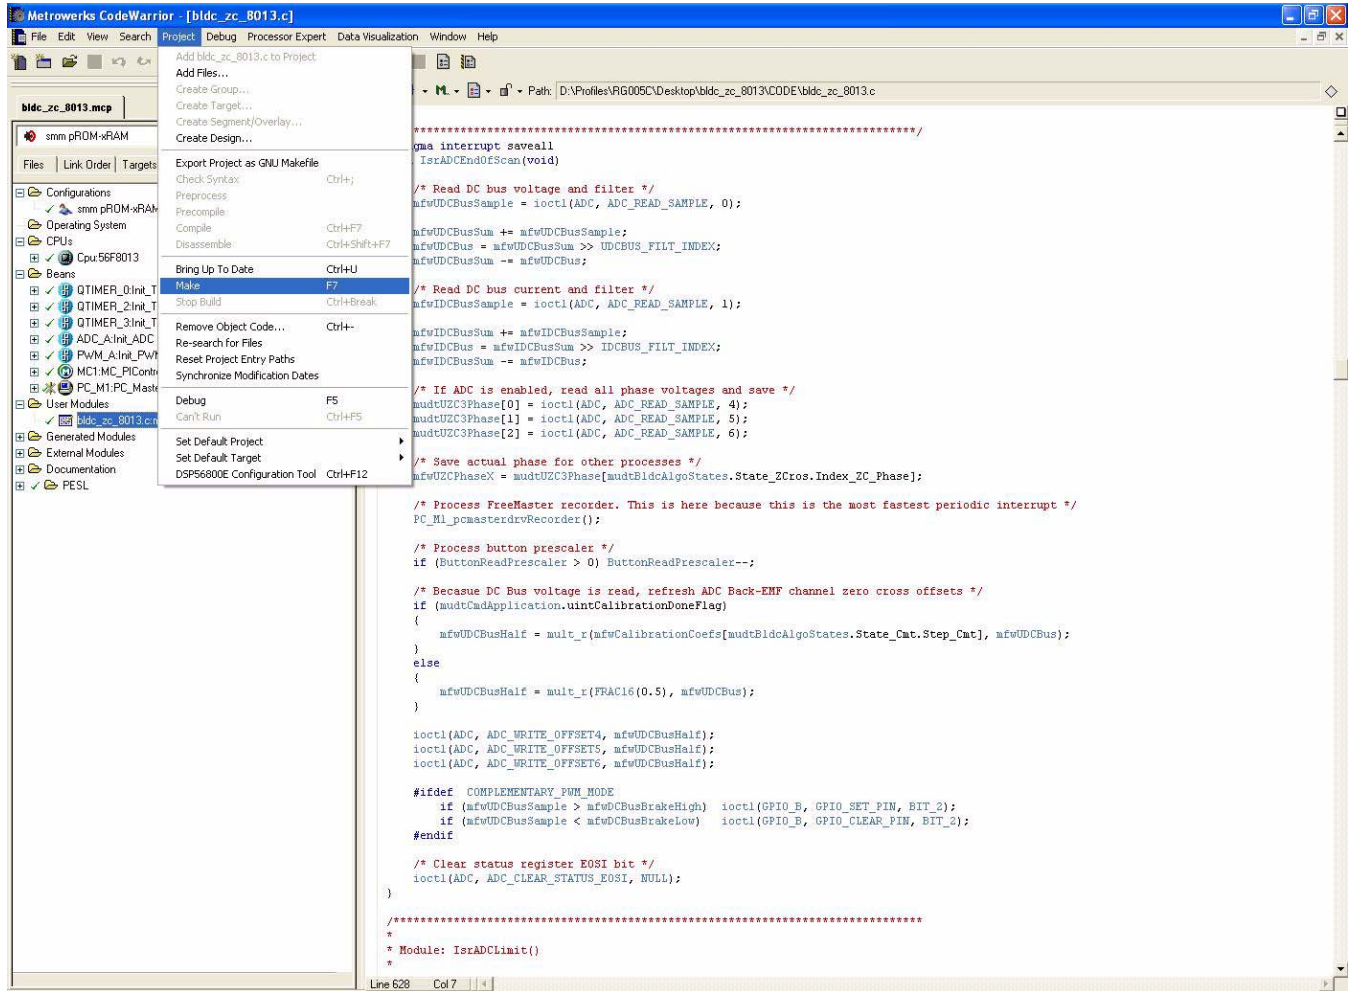 Metrowerks CodeWarrior - [bldc_zc_8013.c]
File Edit View Search Project Debug Processor Expert Data Visualization Window Help
Path: D:\Profiles\RG005C\Desktop\bldc_zc_8013\CODE\bldc_zc_8013.c
bldc_zc_8013.mcp
smm pROM-xRAM
Files Link Order Targets
Configurations
smm pROM-xRAM
Operating System
CPUs
Cpu:56F8013
Beans
QTIMER_0:Init_T
QTIMER_2:Init_T
QTIMER_3:Init_T
ADC_A:Init_ADC
PWM_A:Init_PWM
MC1:MC_PIContr
PC_M1:PC_Maste
User Modules
bldc_zc_8013.c:m
Generated Modules
External Modules
Documentation
PESL
Add bldc_zc_8013.c to Project
Add Files...
Create Group...
Create Target...
Create Segment/Overlay...
Create Design...
Export Project as GNU Makefile
Check Syntax Ctrl+;
Preprocess
Precompile
Compile Ctrl+F7
Disassemble Ctrl+Shift+F7
Bring Up To Date Ctrl+U
Make F7
Stop Build Ctrl+Break
Remove Object Code... Ctrl+-
Re-search for Files
Reset Project Entry Paths
Synchronize Modification Dates
Debug F5
Can't Run Ctrl+F5
Set Default Project
Set Default Target
DSP56800E Configuration Tool Ctrl+F12
***************************************************************************/
gma interrupt saveall
IsrADCEndOfScan(void)
/* Read DC bus voltage and filter */
mfwUDCBusSample = ioctl(ADC, ADC_READ_SAMPLE, 0);
mfwUDCBusSum += mfwUDCBusSample;
mfwUDCBus = mfwUDCBusSum >> UDCBUS_FILT_INDEX;
mfwUDCBusSum -= mfwUDCBus;
/* Read DC bus current and filter */
mfwIDCBusSample = ioctl(ADC, ADC_READ_SAMPLE, 1);
mfwIDCBusSum += mfwIDCBusSample;
mfwIDCBus = mfwIDCBusSum >> IDCBUS_FILT_INDEX;
mfwIDCBusSum -= mfwIDCBus;
/* If ADC is enabled, read all phase voltages and save */
mudtUZC3Phase[0] = ioctl(ADC, ADC_READ_SAMPLE, 4);
mudtUZC3Phase[1] = ioctl(ADC, ADC_READ_SAMPLE, 5);
mudtUZC3Phase[2] = ioctl(ADC, ADC_READ_SAMPLE, 6);
/* Save actual phase for other processes */
mfwUZCPhaseX = mudtUZC3Phase[mudtBldcAlgoStates.State_ZCros.Index_ZC_Phase];
/* Process FreeMaster recorder. This is here because this is the most fastest periodic interrupt */
PC_M1_pcmasterdrvRecorder();
/* Process button prescaler */
if (ButtonReadPrescaler > 0) ButtonReadPrescaler--;
/* Becasue DC Bus voltage is read, refresh ADC Back-EMF channel zero cross offsets */
if (mudtCmdApplication.uintCalibrationDoneFlag)
{
mfwUDCBusHalf = mult_r(mfwCalibrationCoefs[mudtBldcAlgoStates.State_Cmt.Step_Cmt], mfwUDCBus);
}
else
{
mfwUDCBusHalf = mult_r(FRAC16(0.5), mfwUDCBus);
}
ioctl(ADC, ADC_WRITE_OFFSET4, mfwUDCBusHalf);
ioctl(ADC, ADC_WRITE_OFFSET5, mfwUDCBusHalf);
ioctl(ADC, ADC_WRITE_OFFSET6, mfwUDCBusHalf);
#ifdef COMPLEMENTARY_PWM_MODE
if (mfwUDCBusSample > mfwDCBusBrakeHigh) ioctl(GPIO_B, GPIO_SET_PIN, BIT_2);
if (mfwUDCBusSample < mfwDCBusBrakeLow) ioctl(GPIO_B, GPIO_CLEAR_PIN, BIT_2);
#endif
/* Clear status register EOSI bit */
ioctl(ADC, ADC_CLEAR_STATUS_EOSI, NULL);
}
/*******************************************************************************
*
* Module: IsrADCLimit()
*
Line 628 Col 7